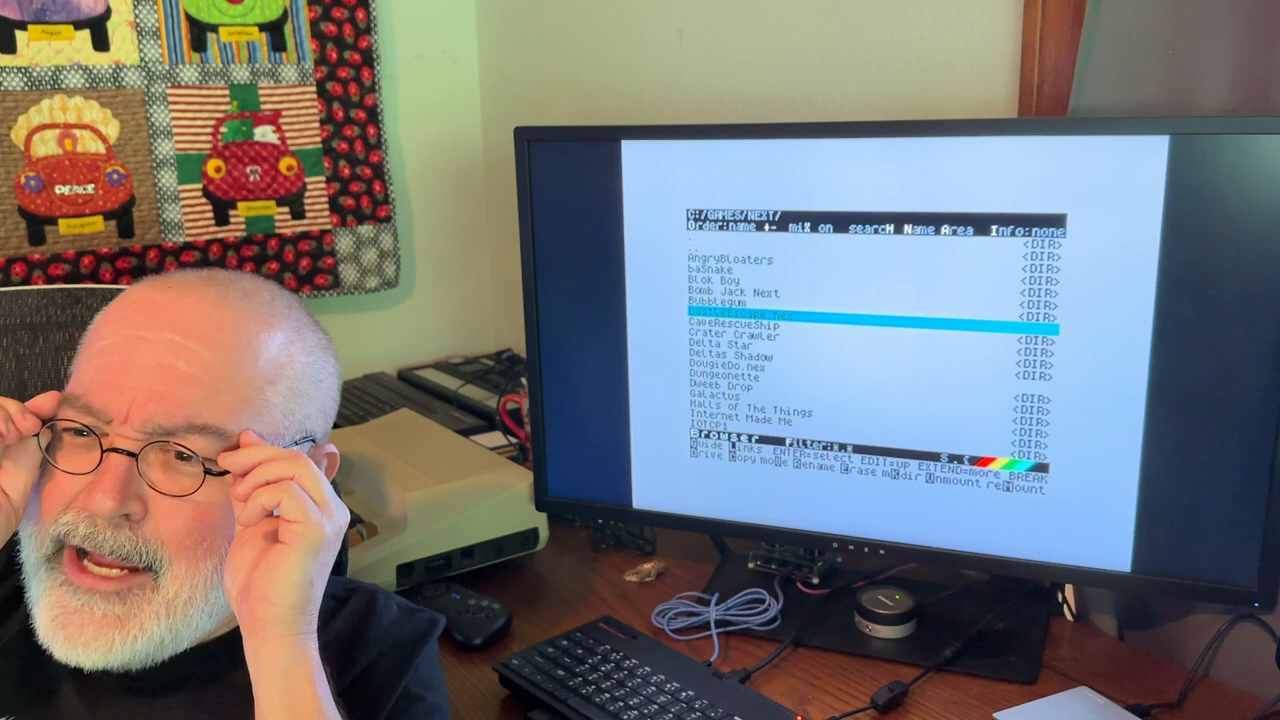 PEACE
C:/GAMES/NEXT/
Order:name +- miX on searcH Name Area Info:none
. <DIR>
.. <DIR>
AngryBloaters <DIR>
baSnake <DIR>
Blok Boy <DIR>
Bomb Jack Next <DIR>
Bubblegum <DIR>
CastleEscape.nex
CaveRescueShip <DIR>
Crater Crawler <DIR>
Delta Star <DIR>
Deltas Shadow <DIR>
DougieDo.nex
Dungeonette <DIR>
Dweeb Drop <DIR>
Galactus <DIR>
Halls of The Things <DIR>
Internet Made Me <DIR>
IOTCP1
Browser Filter:*.*
Guide Links ENTER=select EDIT=up EXTEND=more BREAK
Drive Copy moVe Rename Erase mKdir Unmount reMount
OMEN